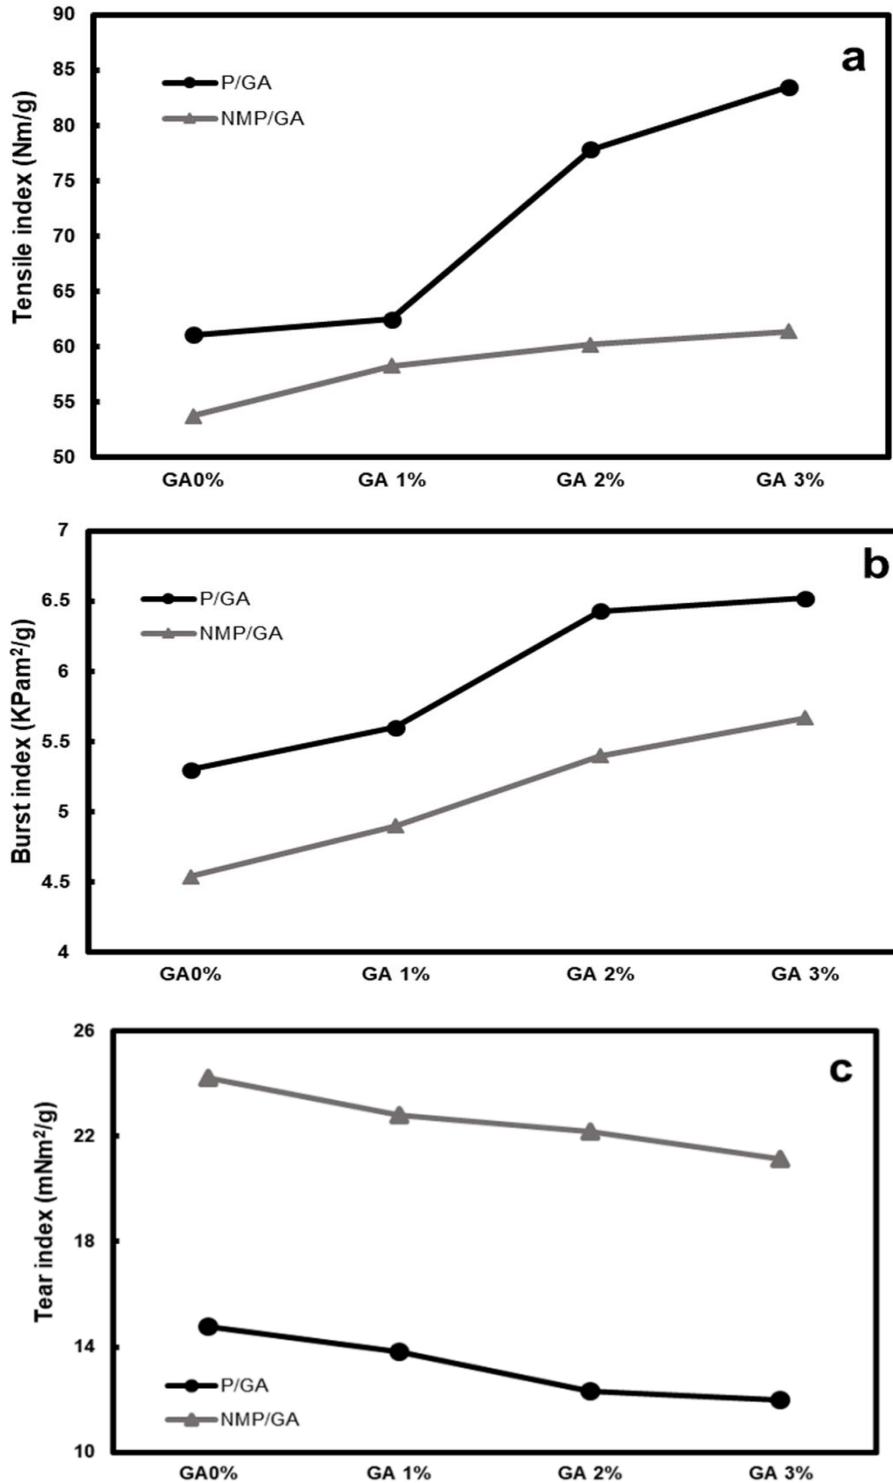 90
a
85
P/GA
NMP/GA
80
75
70
65
60
55
50
Tensile index (Nm/g)
GA0% GA 1% GA 2% GA 3%
7
b
6.5
P/GA
NMP/GA
6
5.5
5
4.5
4
Burst index (KPam²/g)
GA0% GA 1% GA 2% GA 3%
26
c
22
18
14
P/GA
NMP/GA
10
Tear index (mNm²/g)
GA0% GA 1% GA 2% GA 3%